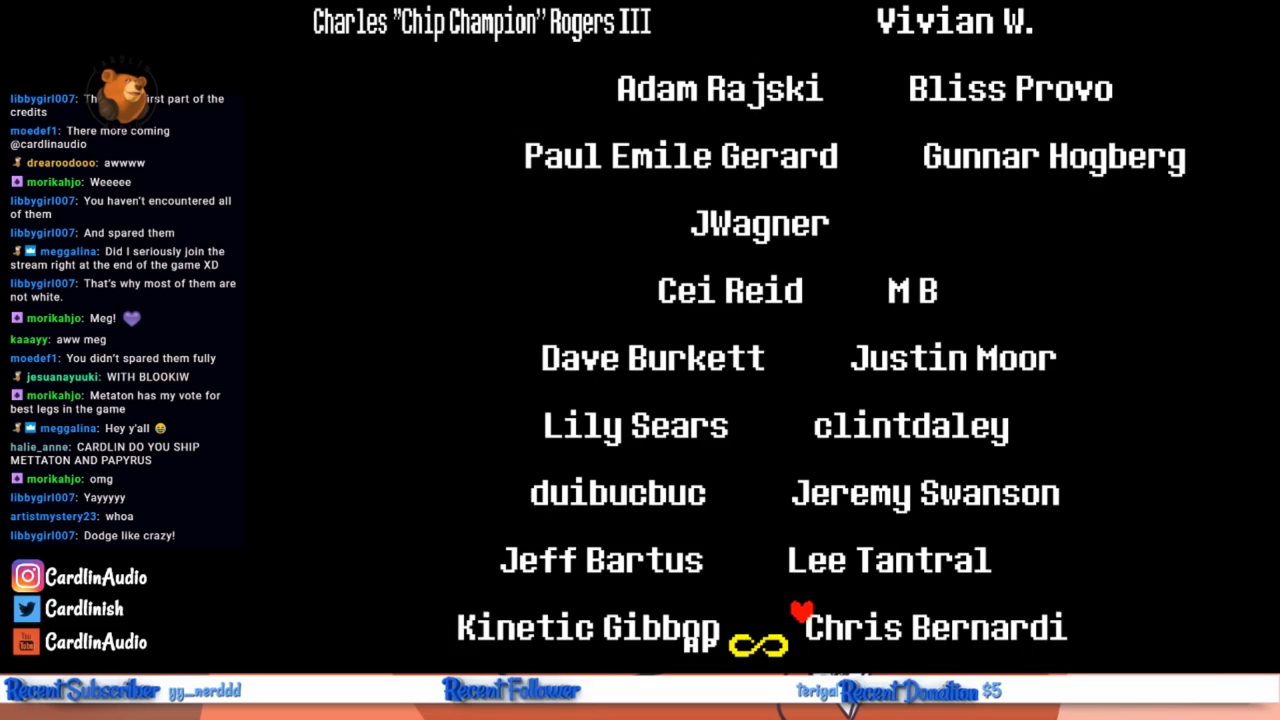 Charles "Chip Champion" Rogers III Vivian W.
Adam Rajski Bliss Provo
Paul Emile Gerard Gunnar Hogberg
JWagner
Cei Reid M B
Dave Burkett Justin Moor
Lily Sears clintdaley
duibucbuc Jeremy Swanson
Jeff Bartus Lee Tantral
Kinetic Gibbon Chris Bernardi
libbygirl007: irst part of the
credits
moedef1: There more coming
@cardlinaudio
drearoodooo: awwww
morikahjo: Weeeee
libbygirl007: You haven't encountered all
of them
libbygirl007: And spared them
meggalina: Did I seriously join the
stream right at the end of the game XD
libbygirl007: That's why most of them are
not white.
morikahjo: Meg!
kaaayy: aww meg
moedef1: You didn't spared them fully
jesuanayuuki: WITH BLOOKIW
morikahjo: Metaton has my vote for
best legs in the game
meggalina: Hey y'all
halie_anne: CARDLIN DO YOU SHIP
METTATON AND PAPYRUS
morikahjo: omg
libbygirl007: Yayyyyy
artistmystery23: whoa
libbygirl007: Dodge like crazy!
CardlinAudio
Cardlinish
You Tube CardlinAudio
Recent Subscriber yg__nerddd Recent Follower teriyal Recent Donation $5